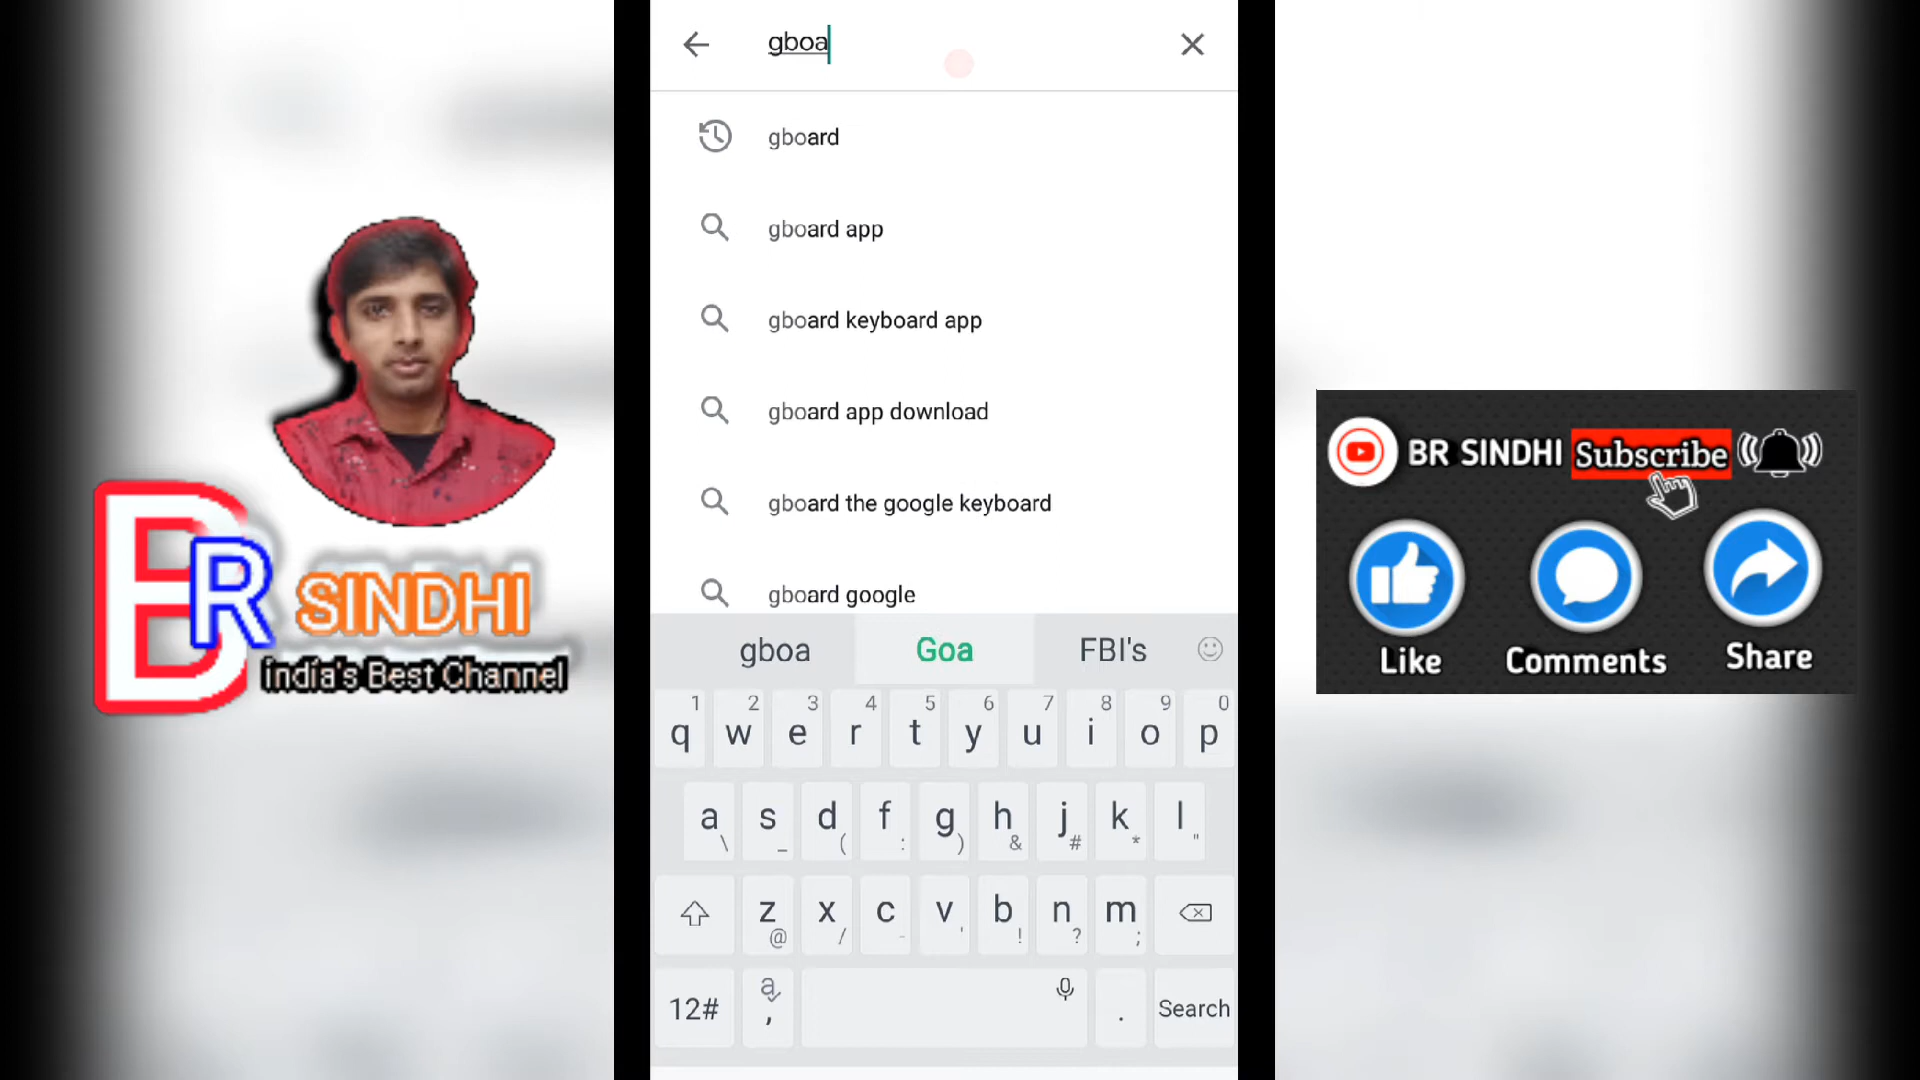 gboa
gboard
gboard app
gboard keyboard app
gboard app download
gboard the google keyboard
gboard google
gboa Goa FBI's
1 2 3 4 5 6 7 8 9 0
q w e r t y u i o p
a s d f g h j k l
\ _ ( : ) & # * "
z x c v b n m
@ / - ' ! ? ;
12# a , . Search
BR
SINDHI
india's Best Channel
BR SINDHI Subscribe
Like Comments Share